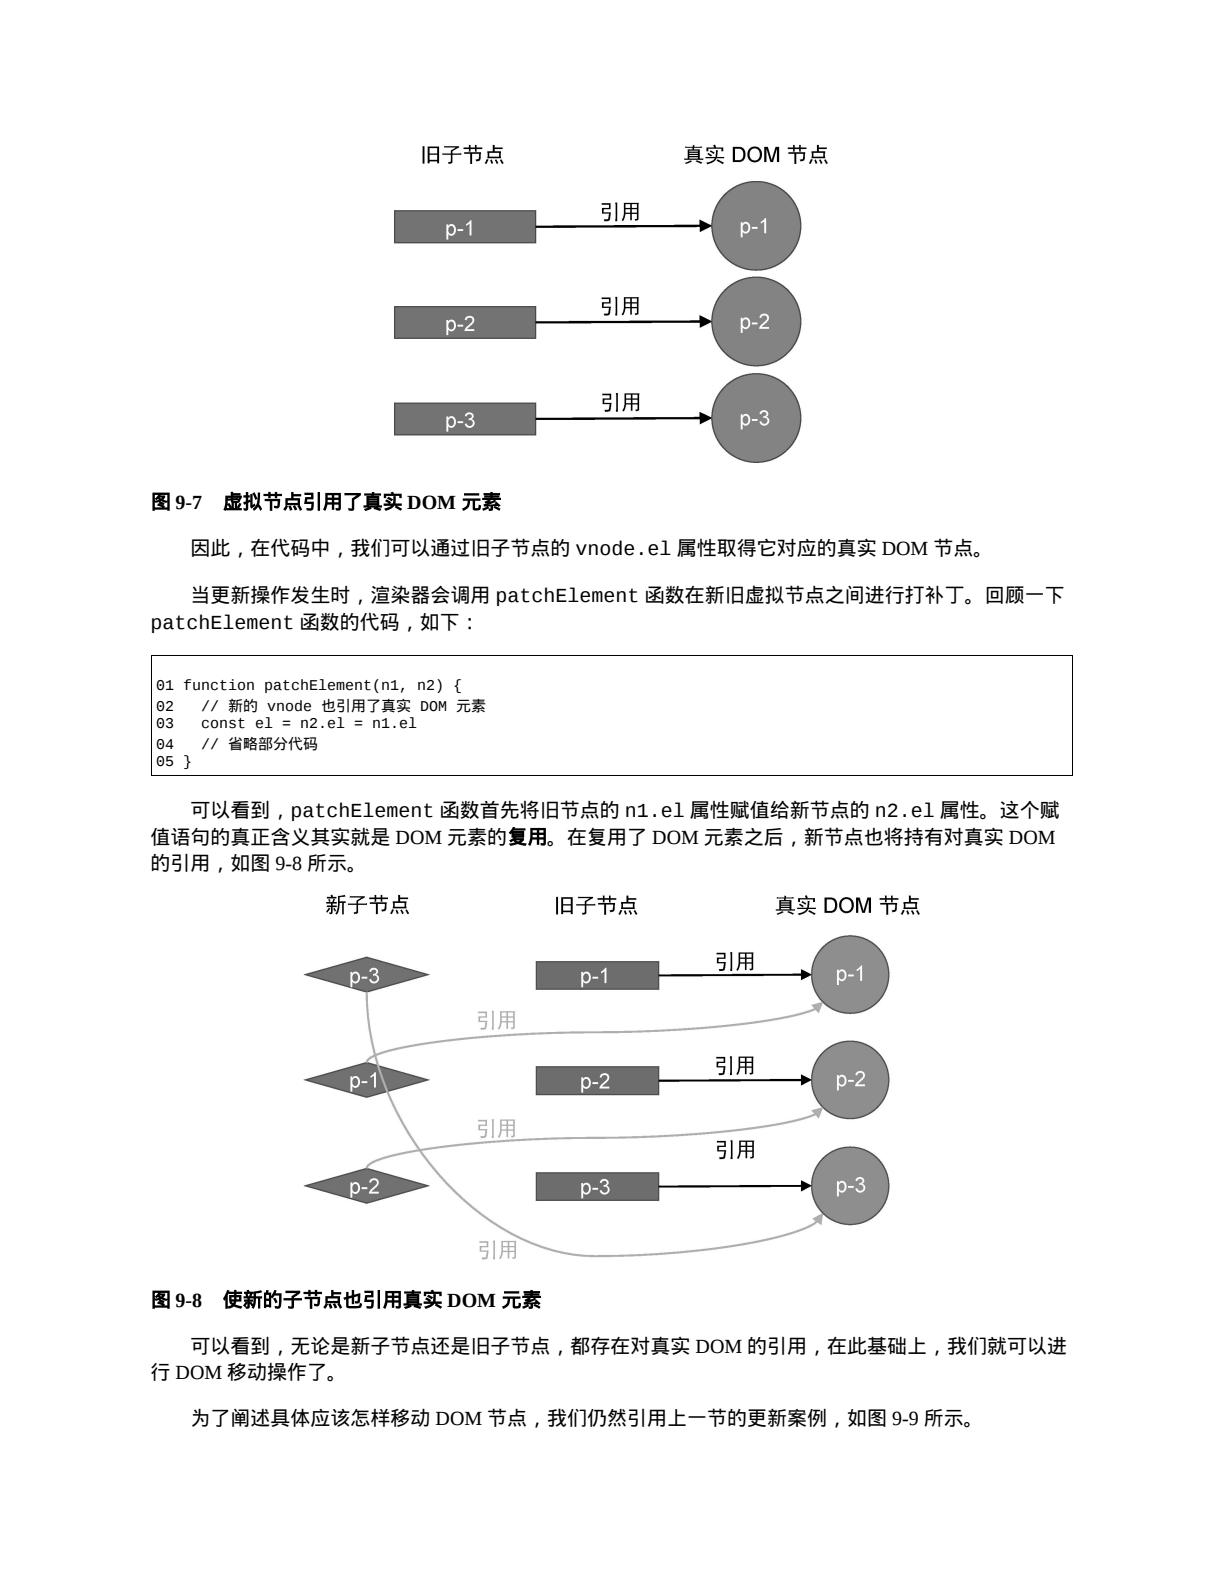 旧子节点 真实 DOM 节点
引用
p-1 p-1
引用
p-2 p-2
引用
p-3 p-3
图 9-7 虚拟节点引用了真实 DOM 元素
因此，在代码中，我们可以通过旧子节点的 vnode.el 属性取得它对应的真实 DOM 节点。
当更新操作发生时，渲染器会调用 patchElement 函数在新旧虚拟节点之间进行打补丁。回顾一下
patchElement 函数的代码，如下：
01 function patchElement(n1, n2) {
02   // 新的 vnode 也引用了真实 DOM 元素
03   const el = n2.el = n1.el
04   // 省略部分代码
05 }
可以看到，patchElement 函数首先将旧节点的 n1.el 属性赋值给新节点的 n2.el 属性。这个赋
值语句的真正含义其实就是 DOM 元素的复用。在复用了 DOM 元素之后，新节点也将持有对真实 DOM
的引用，如图 9-8 所示。
新子节点 旧子节点 真实 DOM 节点
引用
p-3 p-1 p-1
引用
引用
p-1 p-2 p-2
引用
引用
p-2 p-3 p-3
引用
图 9-8 使新的子节点也引用真实 DOM 元素
可以看到，无论是新子节点还是旧子节点，都存在对真实 DOM 的引用，在此基础上，我们就可以进
行 DOM 移动操作了。
为了阐述具体应该怎样移动 DOM 节点，我们仍然引用上一节的更新案例，如图 9-9 所示。